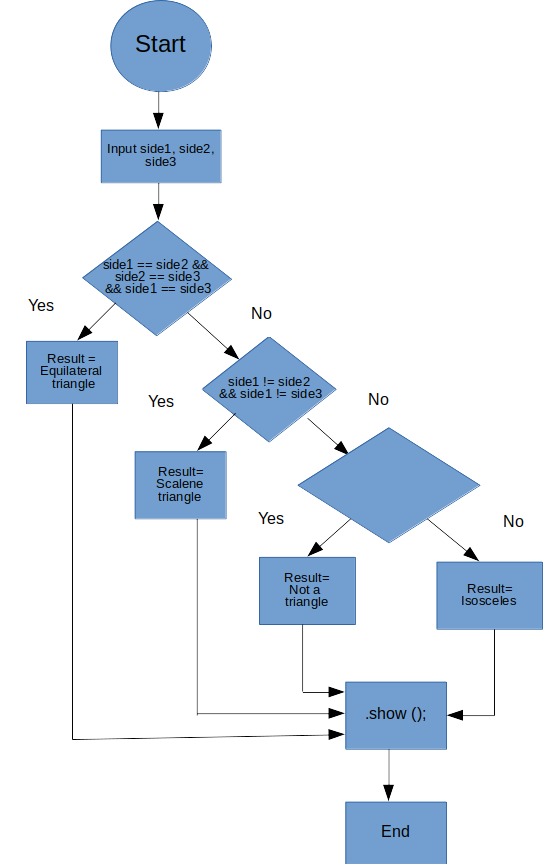 Start
Input side1, side2,
side3
side1 == side2 &&
side2 == side3
&& side1 == side3
Yes
No
Result =
Equilateral
triangle
side1 != side2
&& side1 != side3
Yes
No
Result=
Scalene
triangle
Yes
No
Result=
Not a
triangle
Result=
Isosceles
.show ();
End